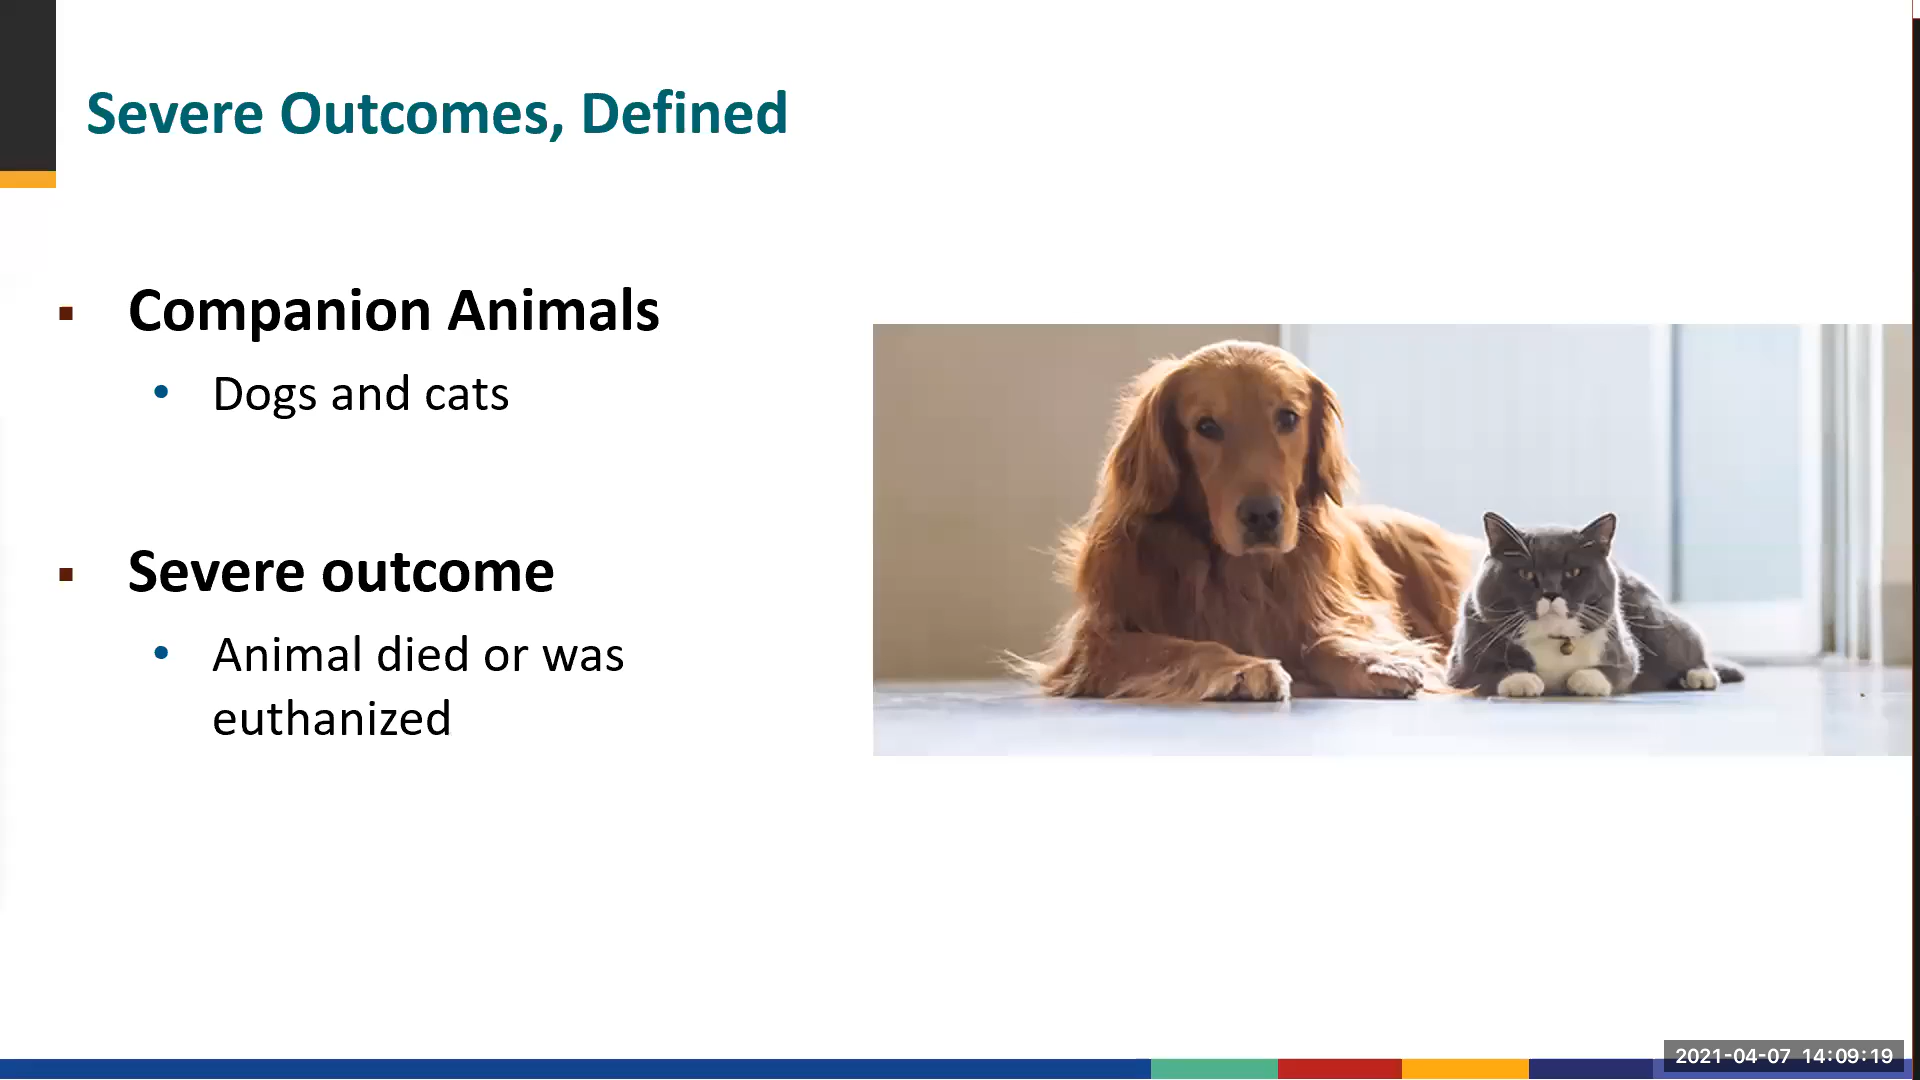 Severe Outcomes, Defined
▪ Companion Animals
• Dogs and cats
▪ Severe outcome
• Animal died or was
euthanized
2021-04-07 14:09:19